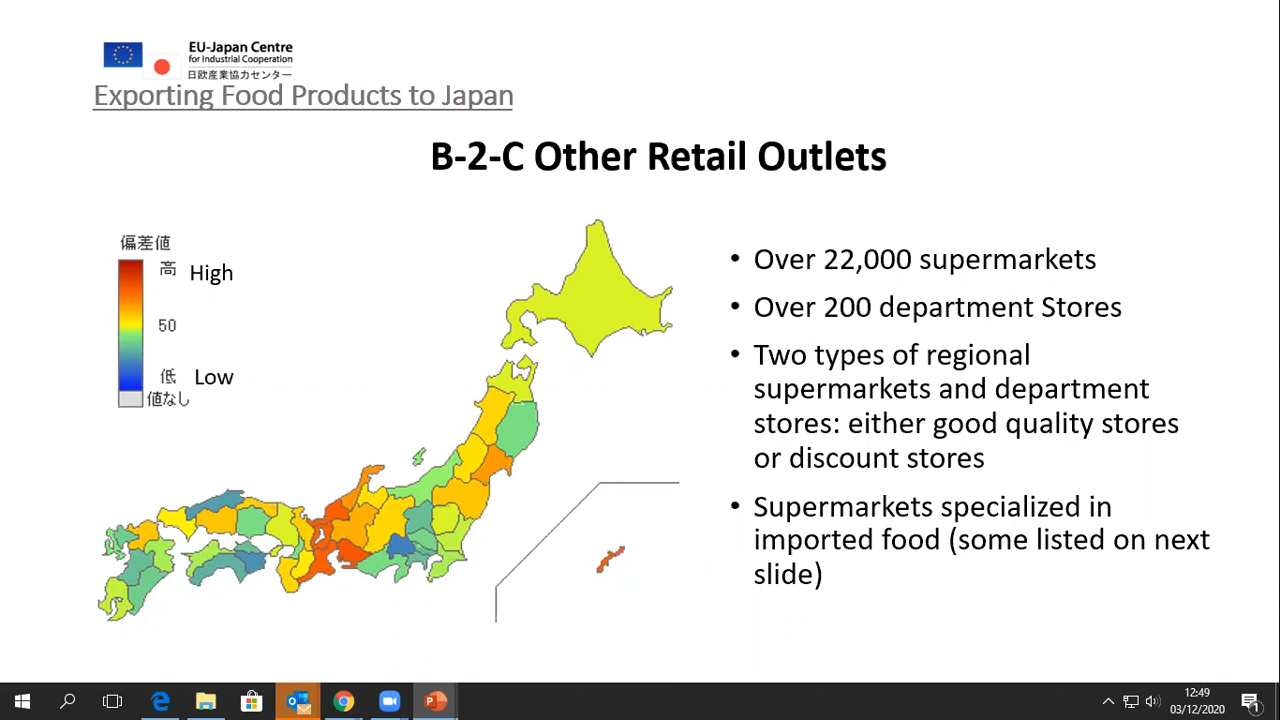 EU-Japan Centre
for Industrial Cooperation
日欧産業協力センター
Exporting Food Products to Japan
B-2-C Other Retail Outlets
偏差値
高 High
50
低 Low
値なし
• Over 22,000 supermarkets
• Over 200 department Stores
• Two types of regional
supermarkets and department
stores: either good quality stores
or discount stores
• Supermarkets specialized in
imported food (some listed on next
slide)
12:49
03/12/2020
1